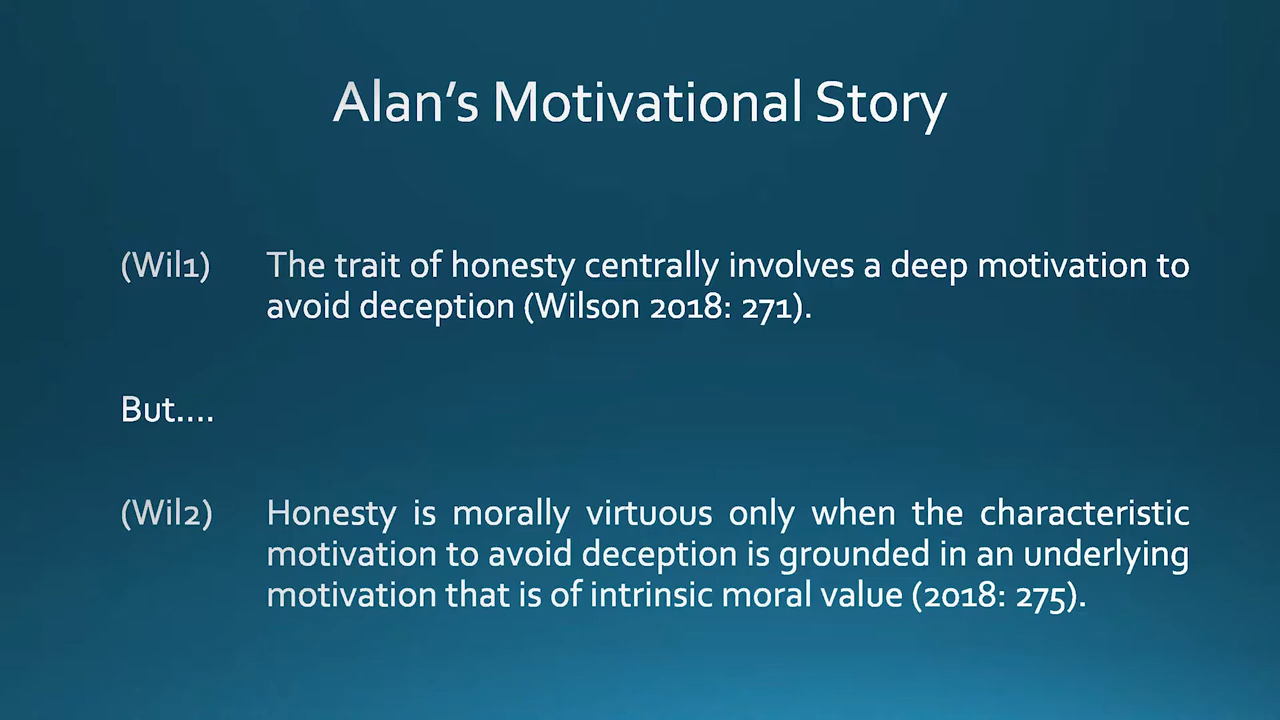 Alan's Motivational Story
(Wil1) The trait of honesty centrally involves a deep motivation to
avoid deception (Wilson 2018: 271).
But....
(Wil2) Honesty is morally virtuous only when the characteristic
motivation to avoid deception is grounded in an underlying
motivation that is of intrinsic moral value (2018: 275).